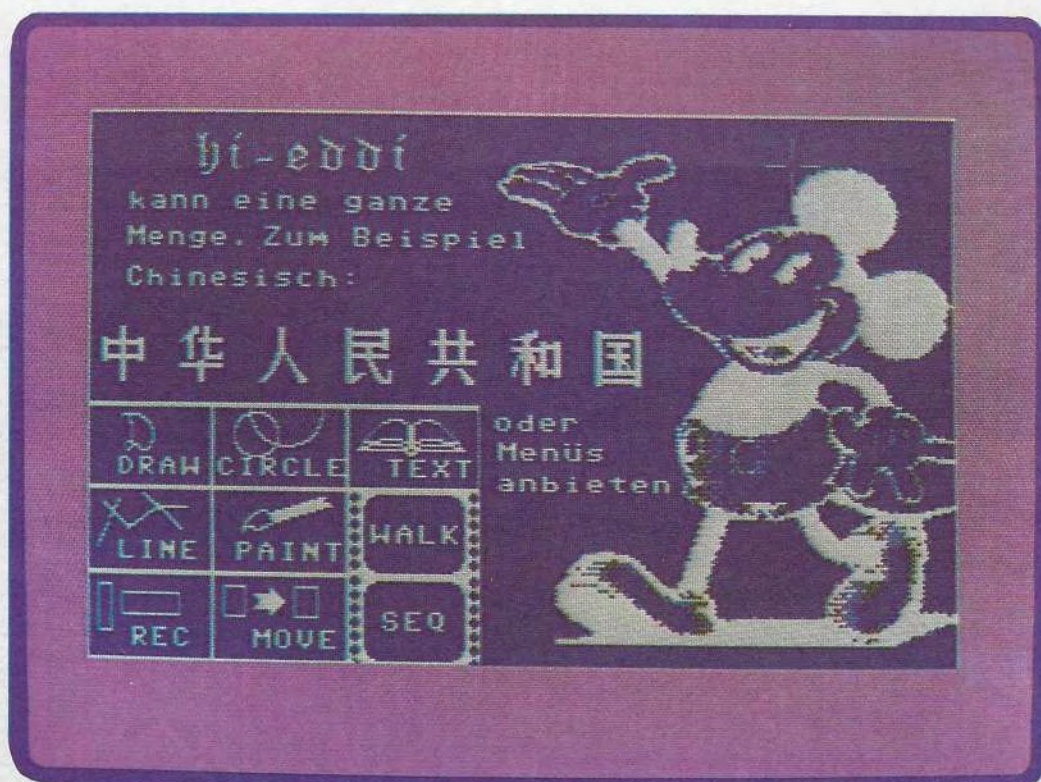 hi-eddi
kann eine ganze
Menge. Zum Beispiel
Chinesisch:
中华人民共和国
oder
Menüs
anbieten
DRAW CIRCLE TEXT
LINE PAINT WALK
REC MOVE SEQ